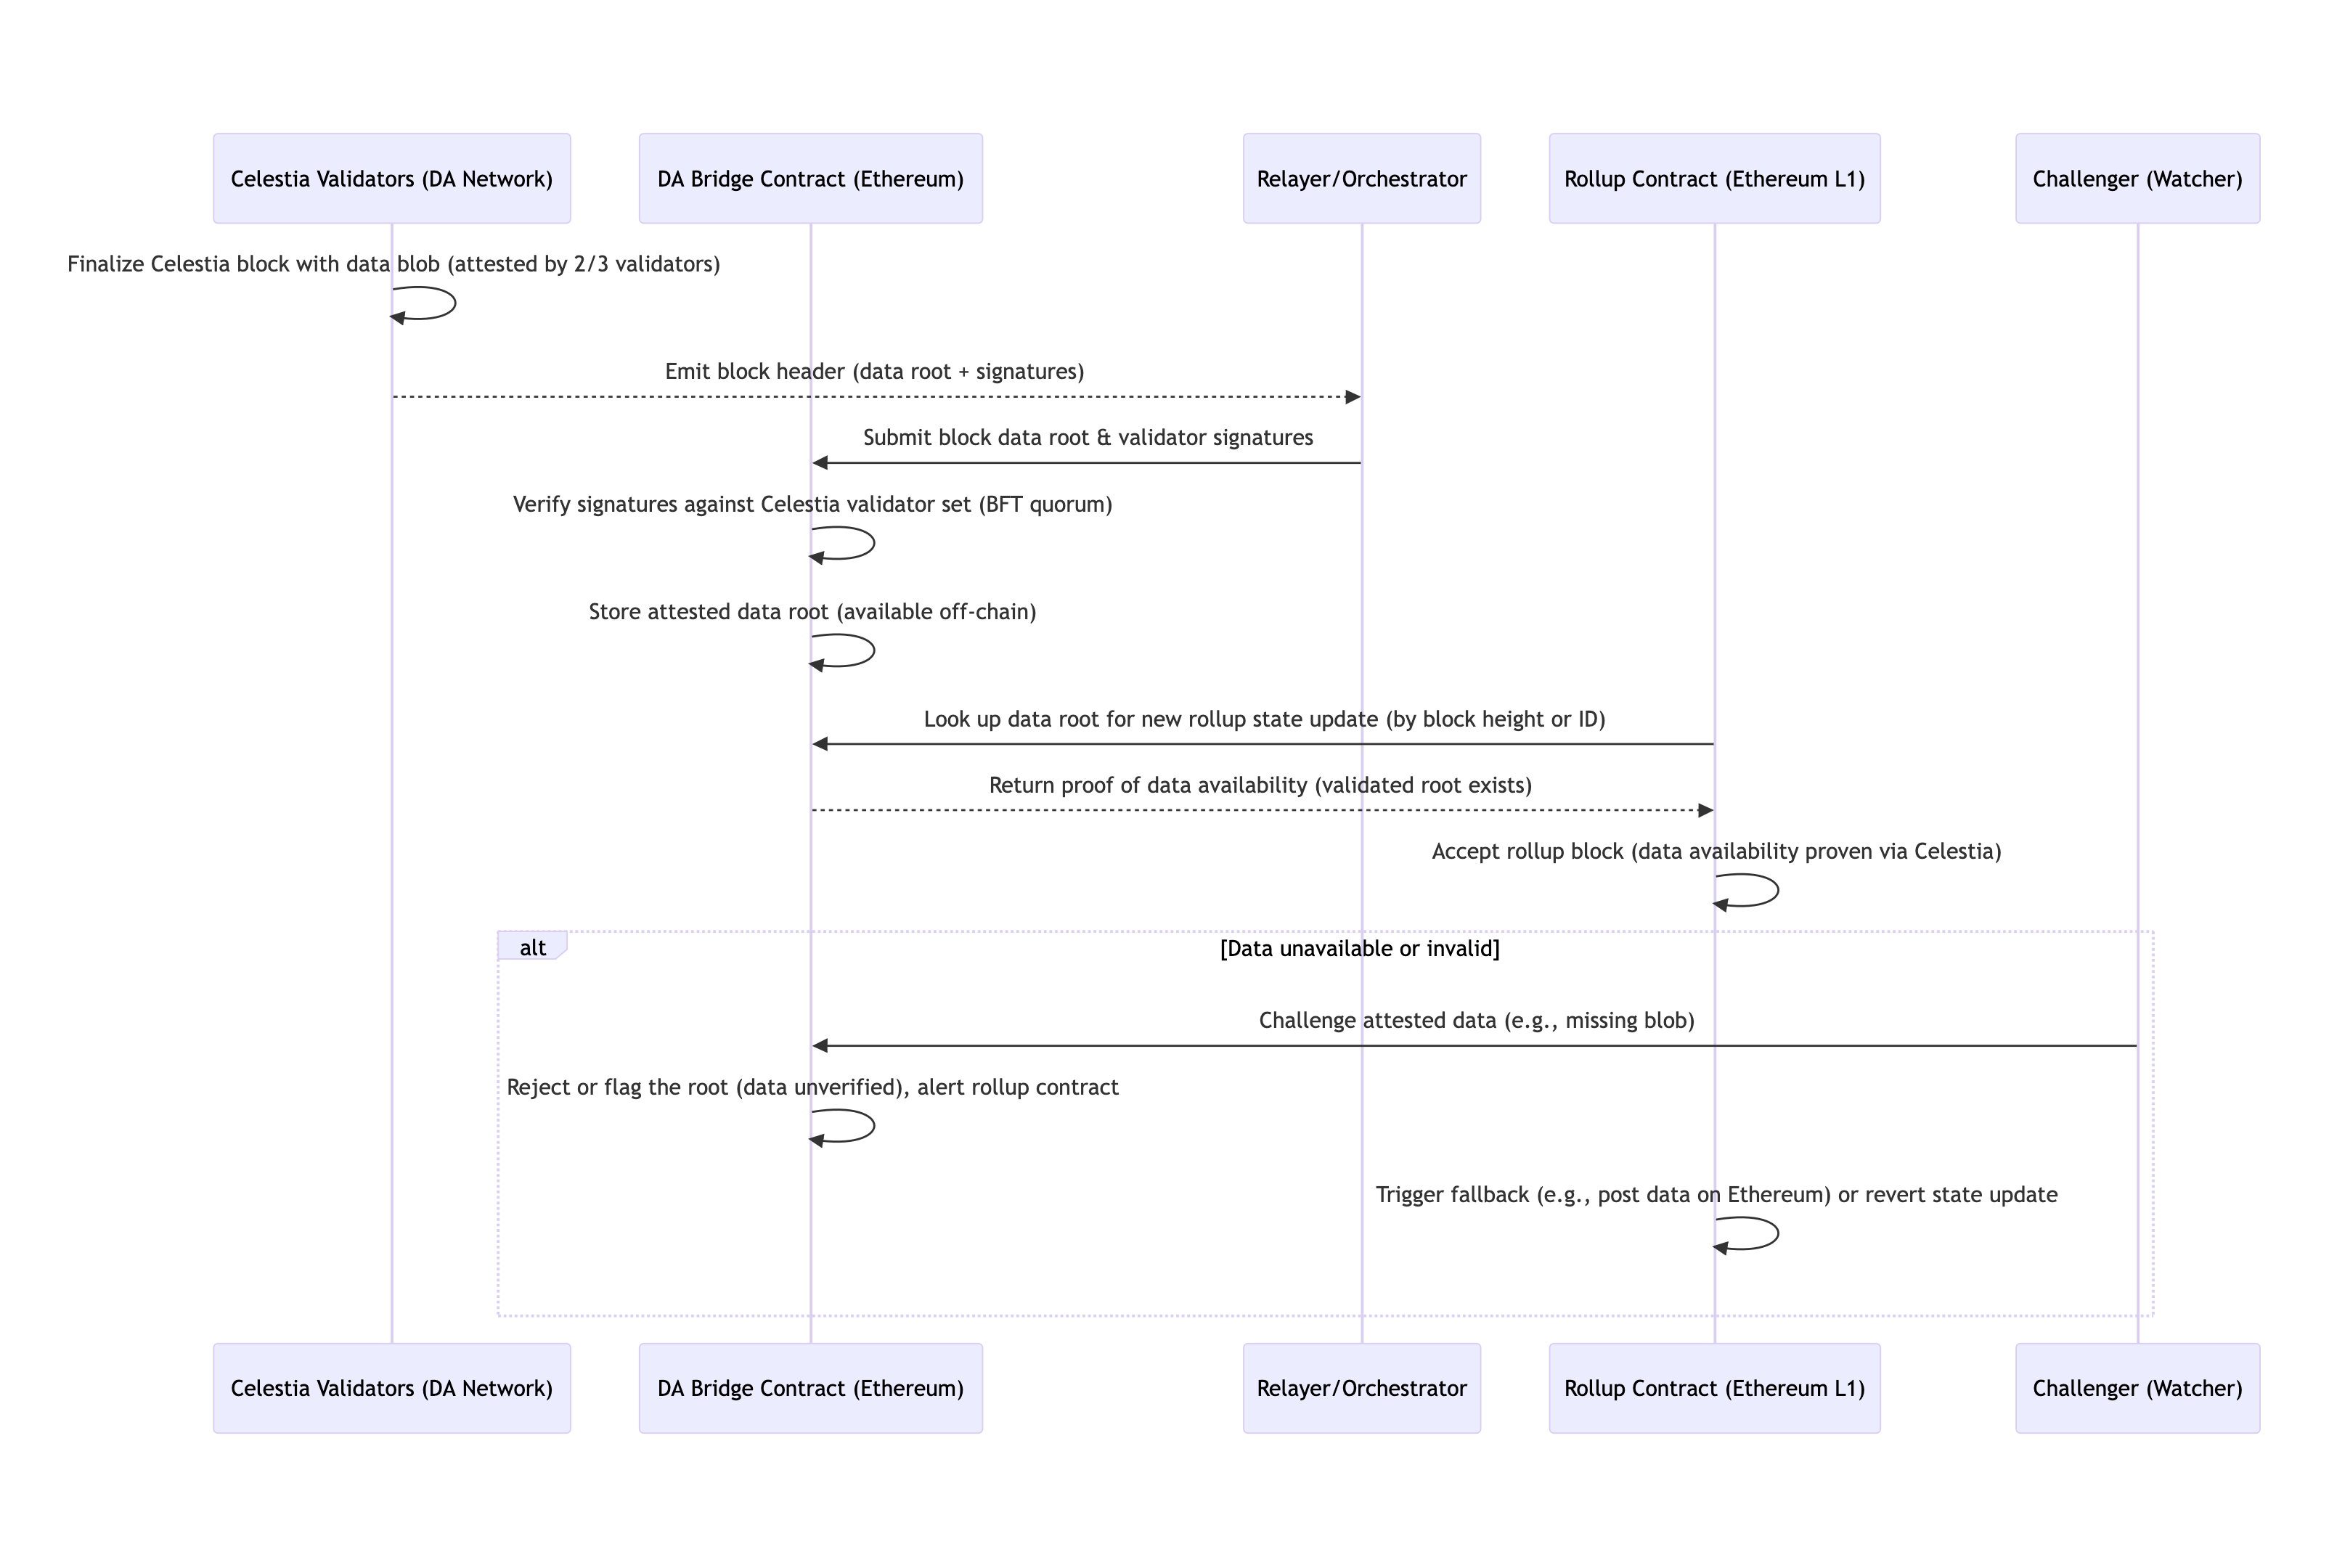 Celestia Validators (DA Network)
DA Bridge Contract (Ethereum)
Relayer/Orchestrator
Rollup Contract (Ethereum L1)
Challenger (Watcher)
Finalize Celestia block with data blob (attested by 2/3 validators)
Emit block header (data root + signatures)
Submit block data root & validator signatures
Verify signatures against Celestia validator set (BFT quorum)
Store attested data root (available off-chain)
Look up data root for new rollup state update (by block height or ID)
Return proof of data availability (validated root exists)
Accept rollup block (data availability proven via Celestia)
alt
[Data unavailable or invalid]
Challenge attested data (e.g., missing blob)
Reject or flag the root (data unverified), alert rollup contract
Trigger fallback (e.g., post data on Ethereum) or revert state update
Celestia Validators (DA Network)
DA Bridge Contract (Ethereum)
Relayer/Orchestrator
Rollup Contract (Ethereum L1)
Challenger (Watcher)